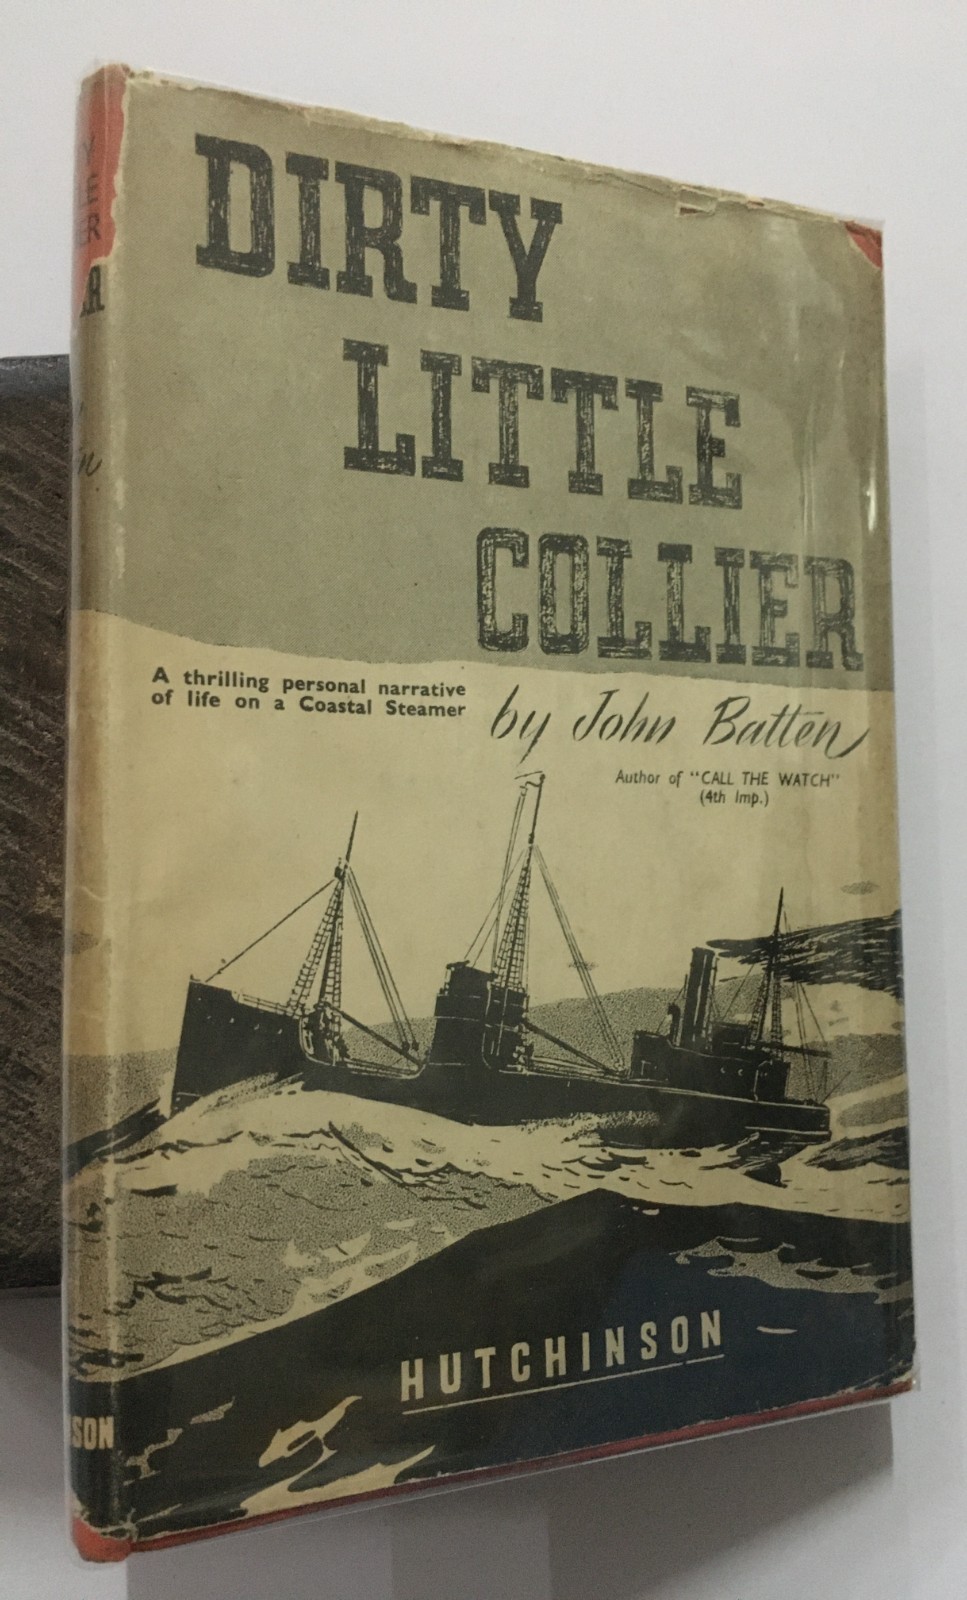 DIRTY
LITTLE
COLLIER
A thrilling personal narrative
of life on a Coastal Steamer
by John Batten
Author of "CALL THE WATCH"
(4th Imp.)
HUTCHINSON